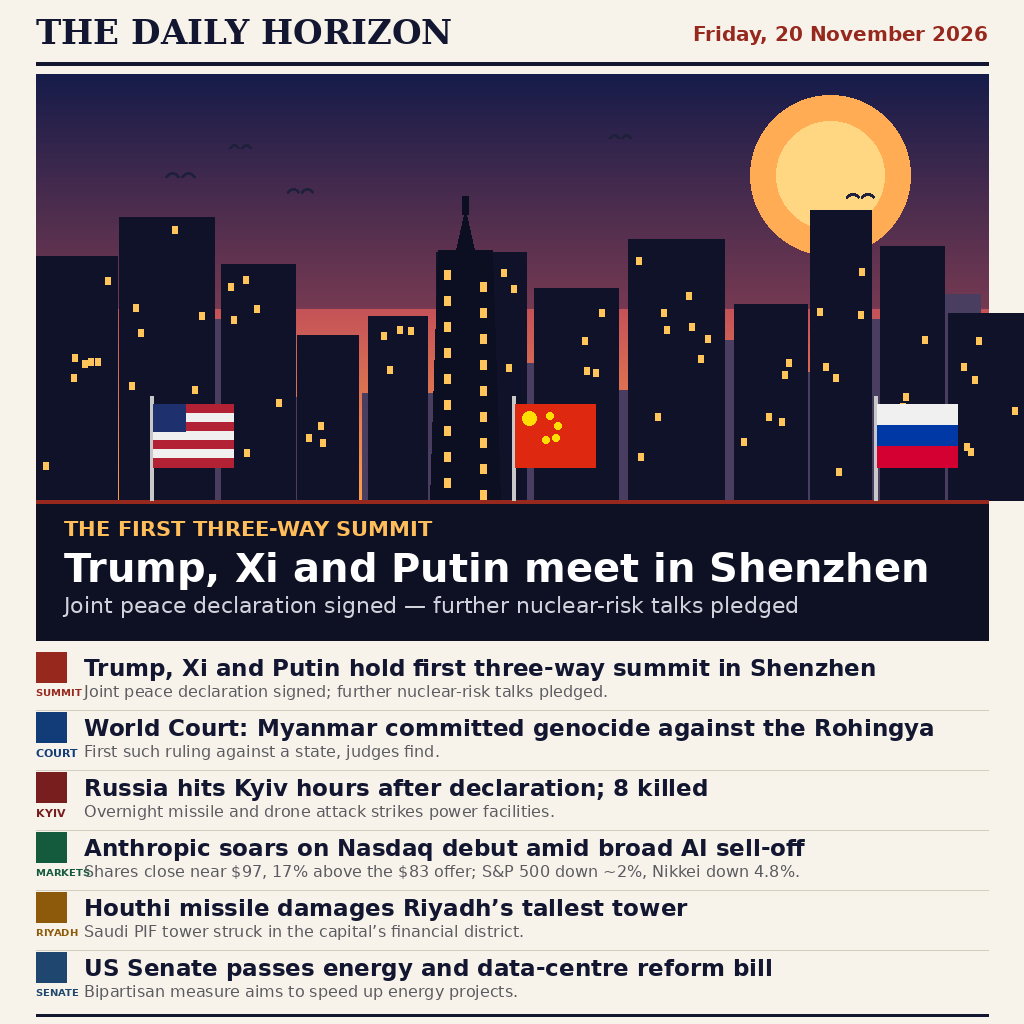 THE DAILY HORIZON
Friday, 20 November 2026
THE FIRST THREE-WAY SUMMIT
Trump, Xi and Putin meet in Shenzhen
Joint peace declaration signed — further nuclear-risk talks pledged
Trump, Xi and Putin hold first three-way summit in Shenzhen
SUMMIT
Joint peace declaration signed; further nuclear-risk talks pledged.
World Court: Myanmar committed genocide against the Rohingya
COURT
First such ruling against a state, judges find.
Russia hits Kyiv hours after declaration; 8 killed
KYIV
Overnight missile and drone attack strikes power facilities.
Anthropic soars on Nasdaq debut amid broad AI sell-off
MARKETS
Shares close near $97, 17% above the $83 offer; S&P 500 down ~2%, Nikkei down 4.8%.
Houthi missile damages Riyadh’s tallest tower
RIYADH
Saudi PIF tower struck in the capital’s financial district.
US Senate passes energy and data-centre reform bill
SENATE
Bipartisan measure aims to speed up energy projects.